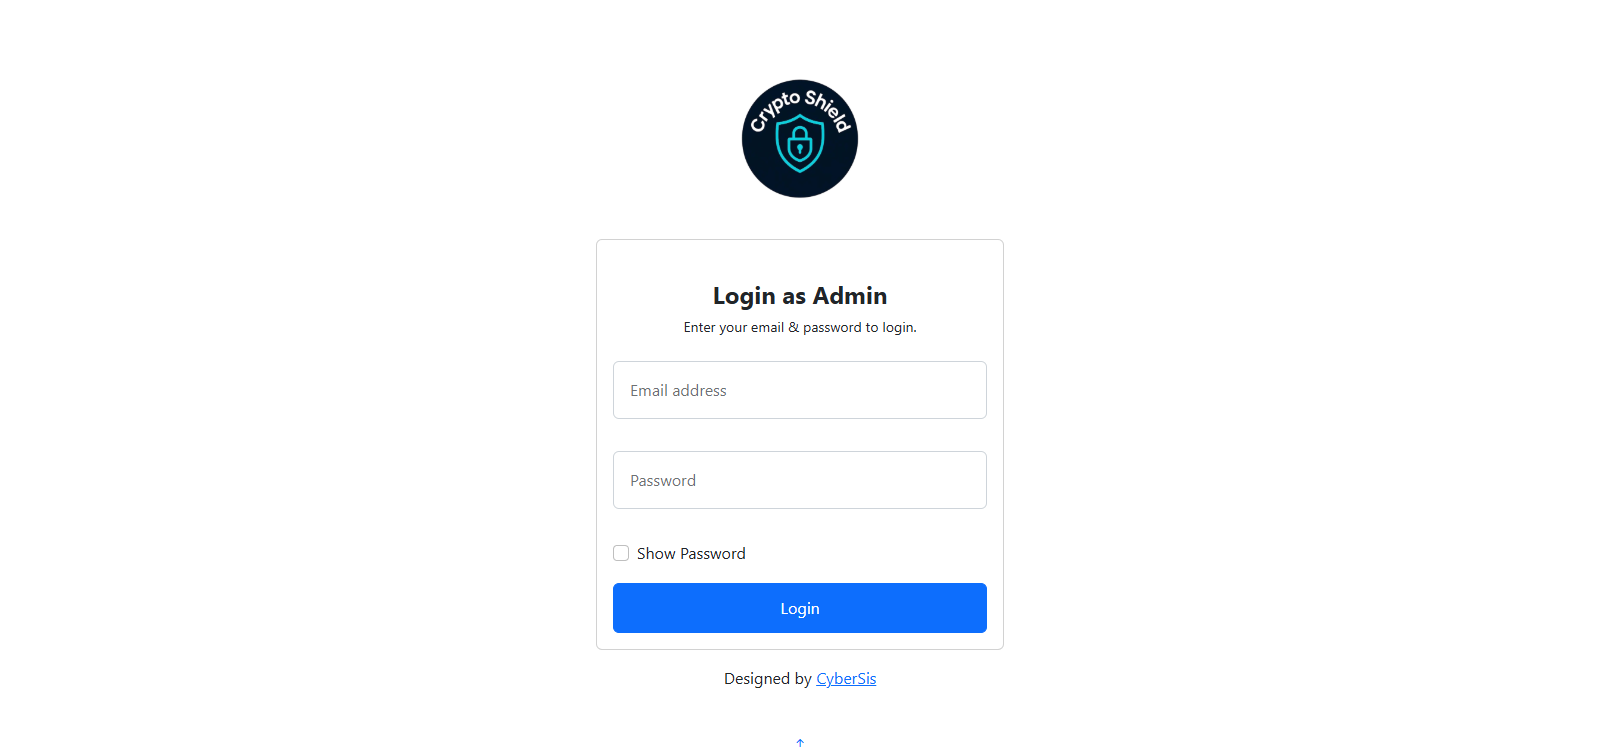 Crypto Shield
Login as Admin
Enter your email & password to login.
Email address
Password
Show Password
Login
Designed by CyberSis
↑